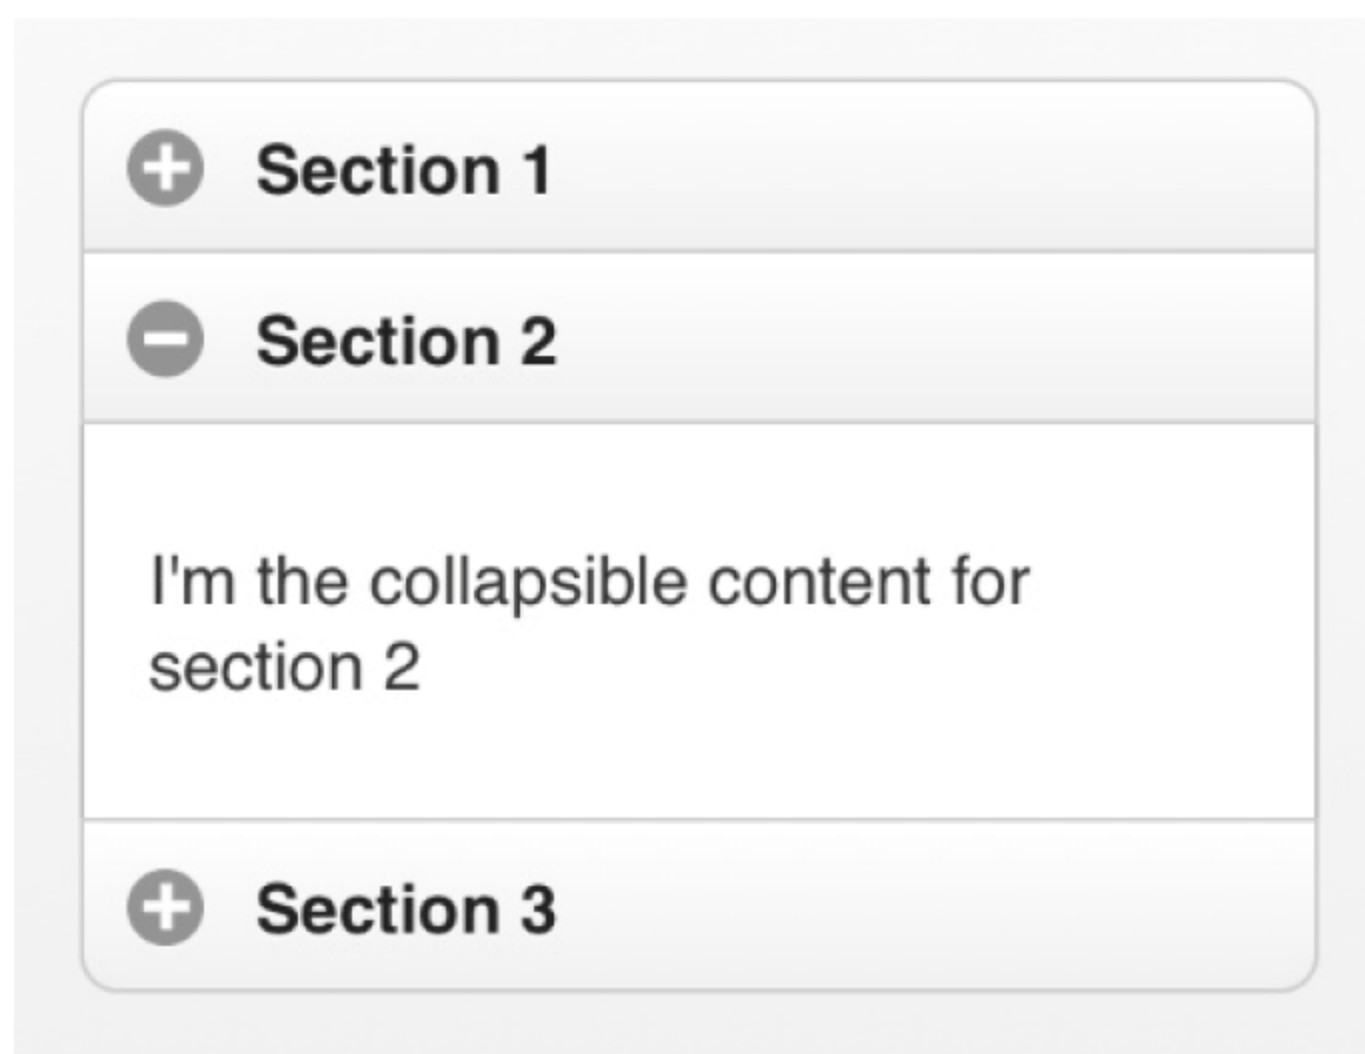 Section 1
Section 2
I'm the collapsible content for
section 2
Section 3